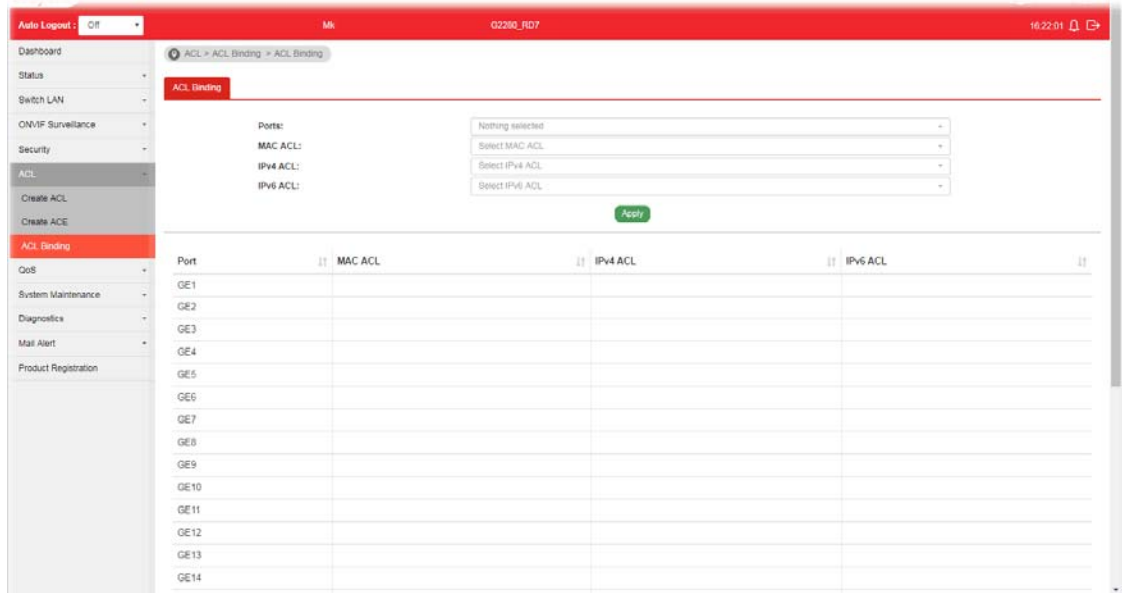 Auto Logout : Off Mk G2260_RD7 16:22:01
Dashboard
Status
Switch LAN
ONVIF Surveillance
Security
ACL
Create ACL
Create ACE
ACL Binding
QoS
System Maintenance
Diagnostics
Mail Alert
Product Registration
ACL > ACL Binding > ACL Binding
ACL Binding
Ports: Nothing selected
MAC ACL: Select MAC ACL
IPv4 ACL: Select IPv4 ACL
IPv6 ACL: Select IPv6 ACL
Apply
Port MAC ACL IPv4 ACL IPv6 ACL
GE1
GE2
GE3
GE4
GE5
GE6
GE7
GE8
GE9
GE10
GE11
GE12
GE13
GE14